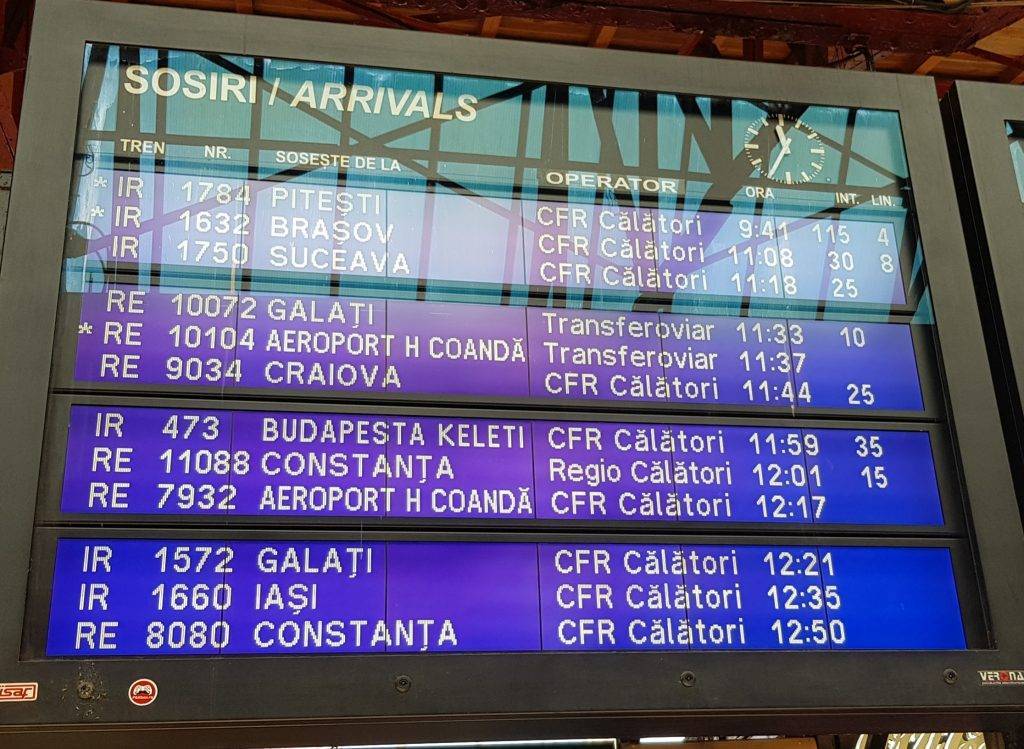 SOSIRI / ARRIVALS
TREN NR. SOSEȘTE DE LA OPERATOR ORA INT. LIN.
* IR 1784 PITEȘTI CFR Călători 9:41 115 4
* IR 1632 BRAȘOV CFR Călători 11:08 30 8
IR 1750 SUCEAVA CFR Călători 11:18 25
RE 10072 GALAȚI Transferoviar 11:33 10
* RE 10104 AEROPORT H COANDĂ Transferoviar 11:37
RE 9034 CRAIOVA CFR Călători 11:44 25
IR 473 BUDAPESTA KELETI CFR Călători 11:59 35
RE 11088 CONSTANȚA Regio Călători 12:01 15
RE 7932 AEROPORT H COANDĂ CFR Călători 12:17
IR 1572 GALAȚI CFR Călători 12:21
IR 1660 IAȘI CFR Călători 12:35
RE 8080 CONSTANȚA CFR Călători 12:50